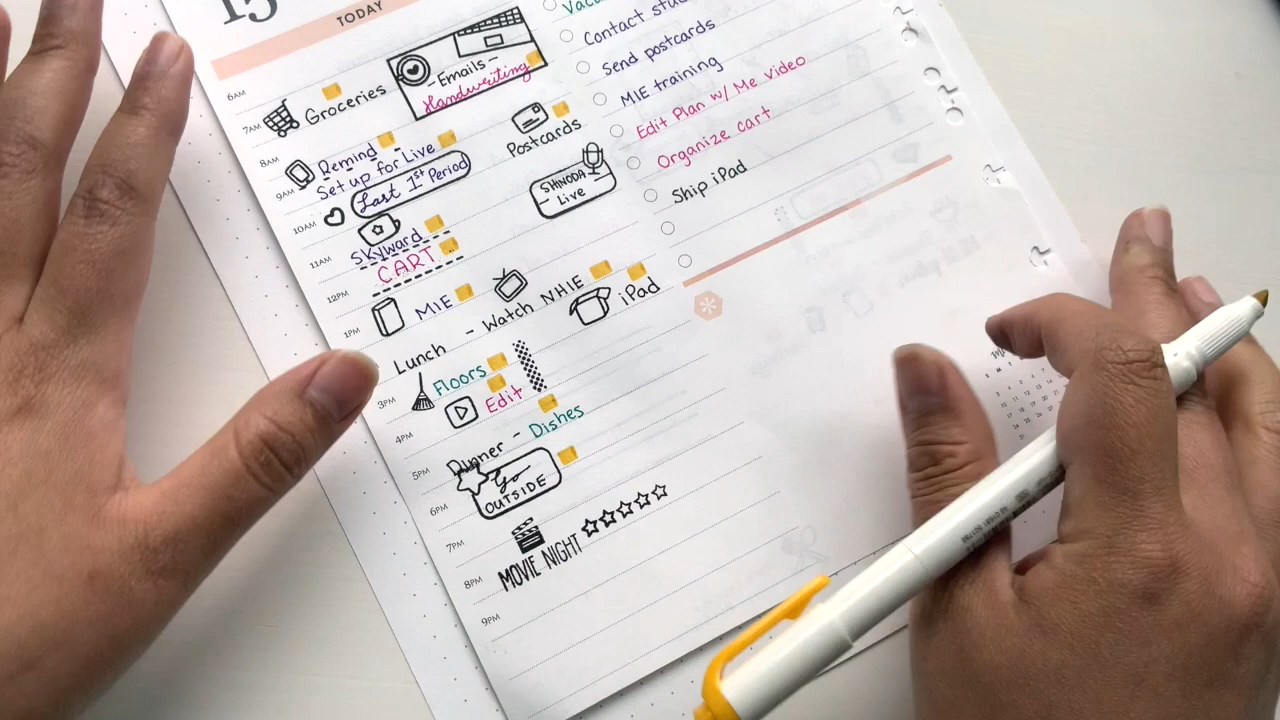 15
TODAY
6AM
Emails
Handwriting
7AM
Groceries
8AM
Remind
Postcards
Set up for Live
9AM
Last 1st Period
SHINODA
Live
10AM
Skyward
11AM
CART
12PM
MIE
- Watch NHIE
iPad
1PM
Lunch
Floors
3PM
Edit
4PM
Dinner - Dishes
5PM
Go
OUTSIDE
6PM
7PM
MOVIE NIGHT
8PM
9PM
Contact
Send postcards
MIE training
Edit Plan w/ Me video
Organize cart
Ship iPad